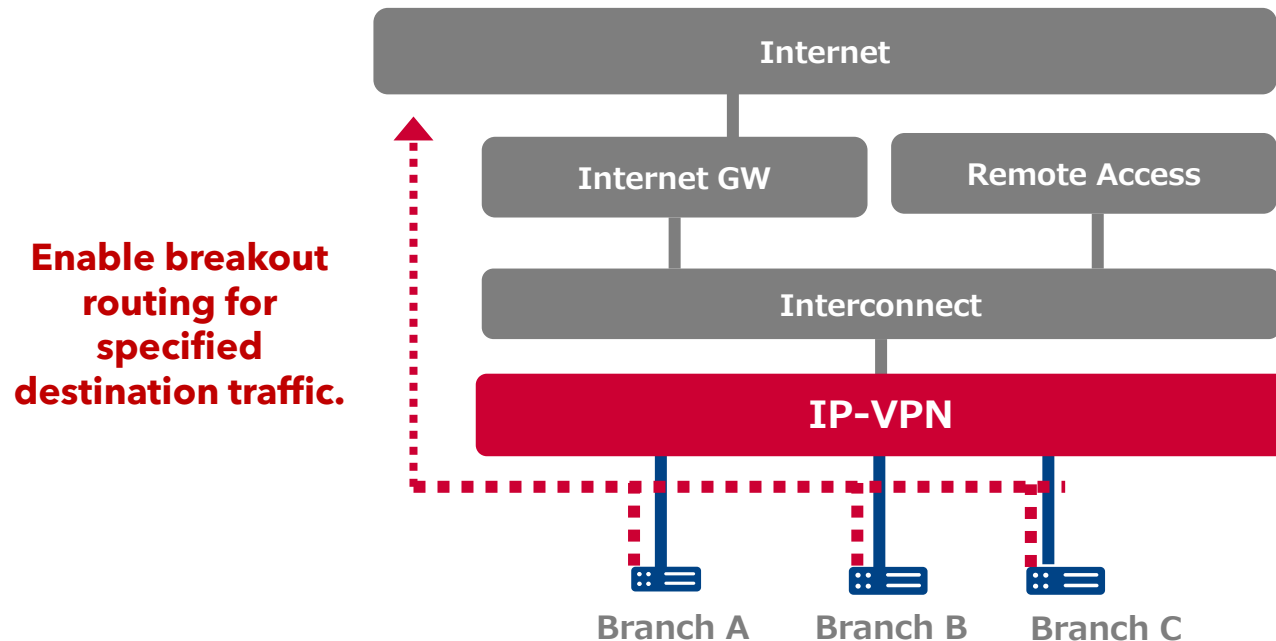 Internet
Internet GW
Remote Access
Enable breakout
routing for
specified
destination traffic.
Interconnect
IP-VPN
Branch A
Branch B
Branch C